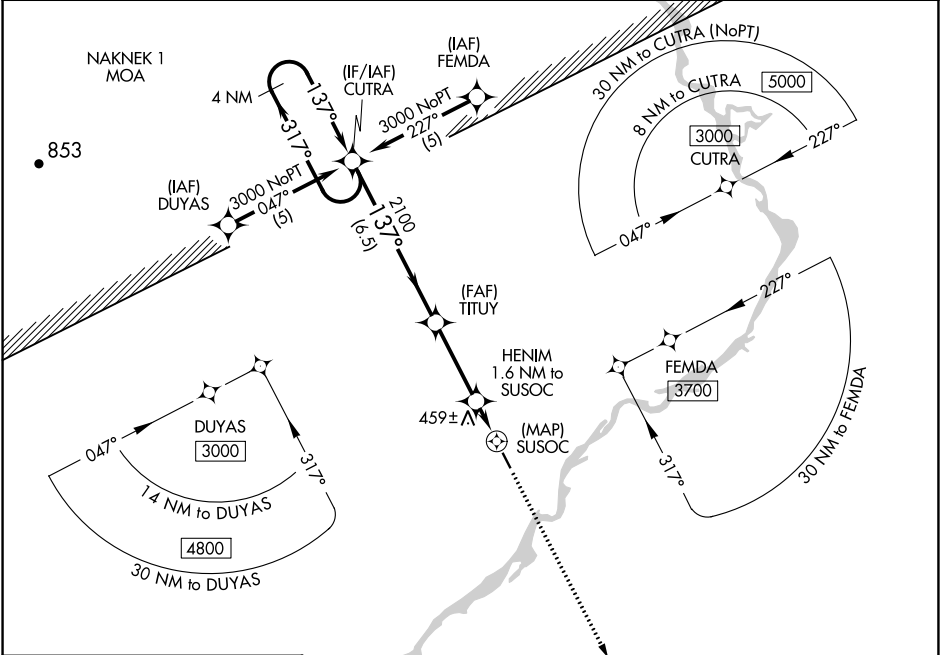 NAKNEK 1
MOA
853
4 NM
137°
317°
(IF/IAF)
CUTRA
(IAF)
FEMDA
3000 NoPT
227°
(5)
(IAF)
DUYAS
3000 NoPT
047°
(5)
2100
137°
(6.5)
(FAF)
TITUY
HENIM
1.6 NM to
SUSOC
459±
(MAP)
SUSOC
30 NM to CUTRA (NoPT)
5000
8 NM to CUTRA
3000
CUTRA
227°
047°
047°
DUYAS
3000
317°
14 NM to DUYAS
4800
30 NM to DUYAS
227°
FEMDA
3700
317°
30 NM to FEMDA